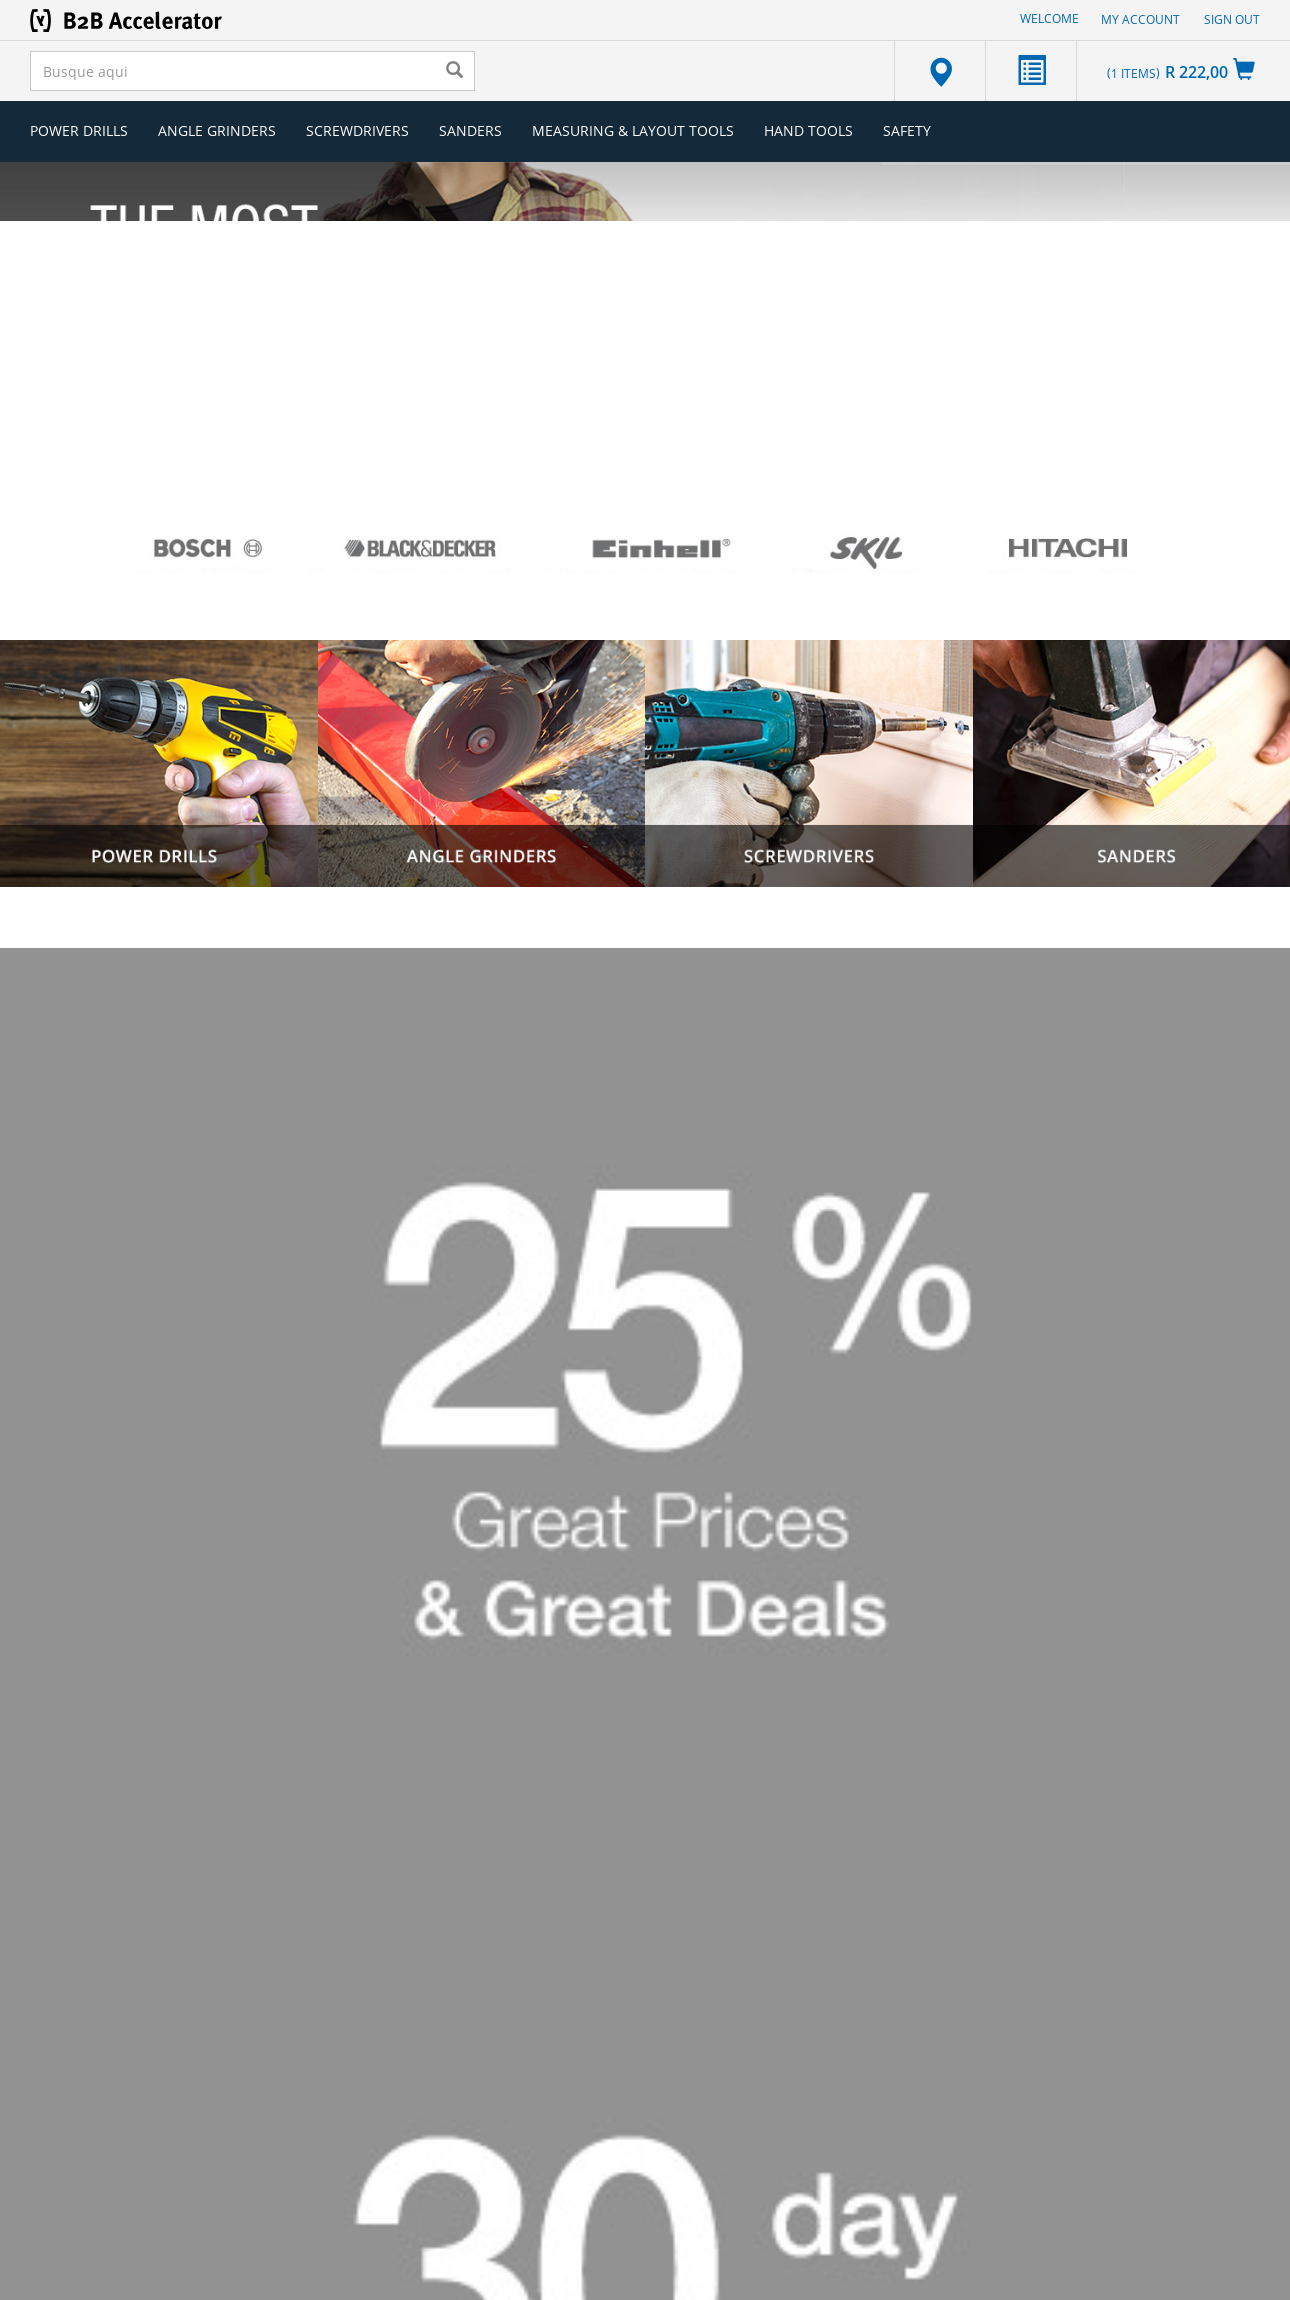 B2B Accelerator
WELCOME MY ACCOUNT SIGN OUT
Busque aqui
(1 ITEMS) R 222,00
POWER DRILLS ANGLE GRINDERS SCREWDRIVERS SANDERS MEASURING & LAYOUT TOOLS HAND TOOLS SAFETY
THE MOST
BOSCH BLACK&DECKER Einhell® SKIL HITACHI
POWER DRILLS ANGLE GRINDERS SCREWDRIVERS SANDERS
25 %
Great Prices
& Great Deals
30 day